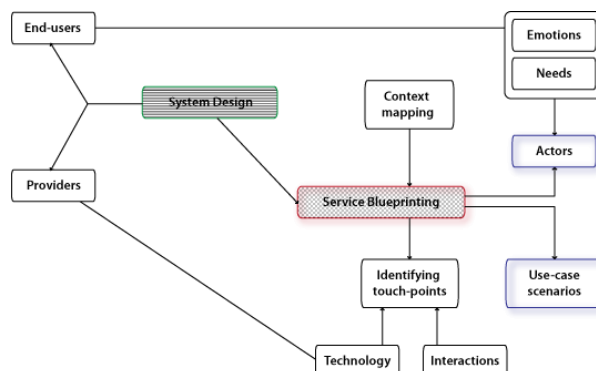 End-users
Emotions
Needs
System Design
Context
mapping
Actors
Providers
Service Blueprinting
Identifying
touch-points
Use-case
scenarios
Technology
Interactions